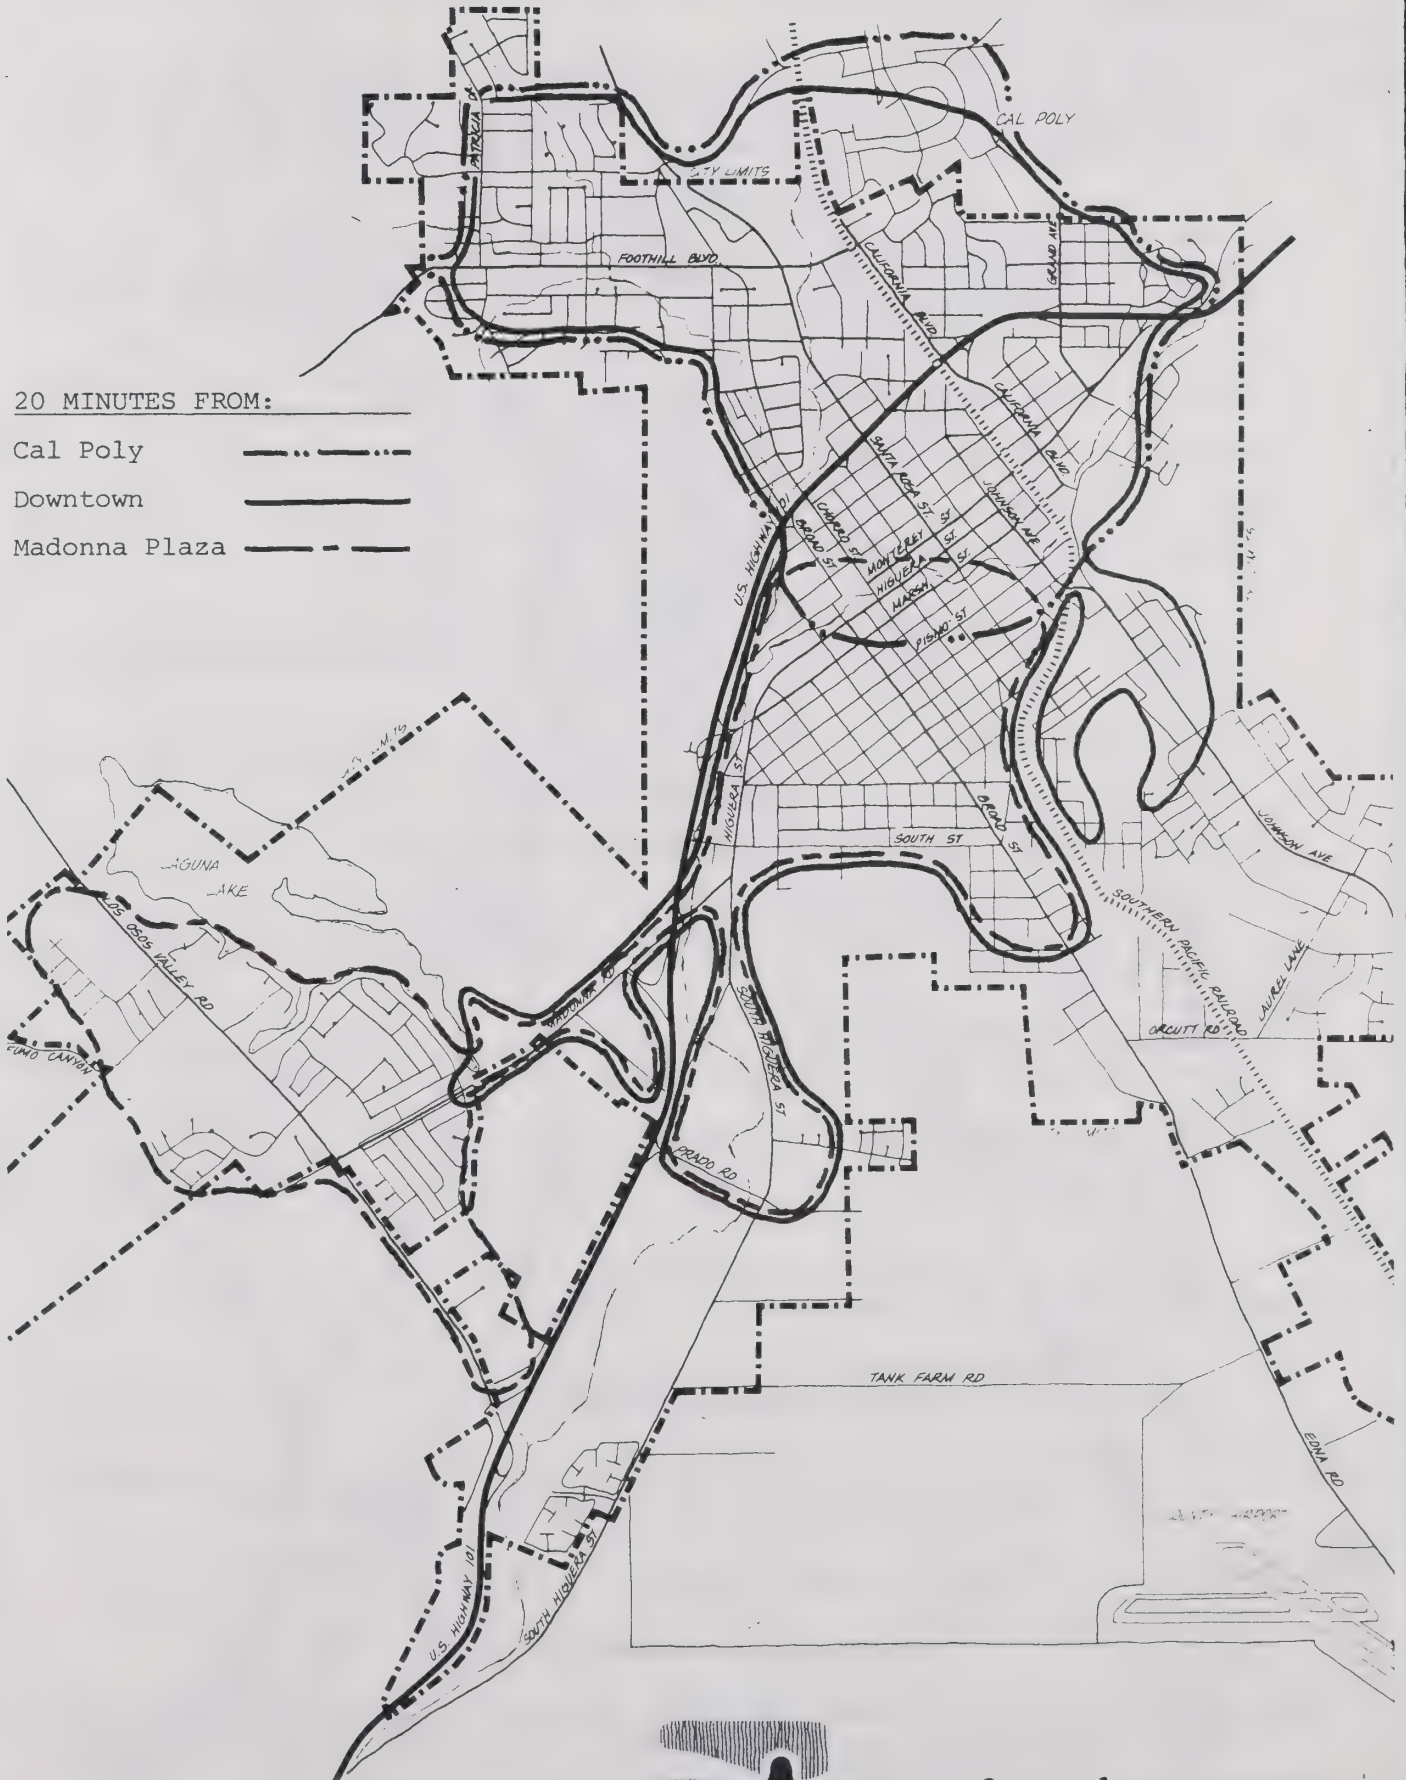 PATRICIA DR
CAL POLY
CITY LIMITS
FOOTHILL BLVD.
CALIFORNIA BLVD.
GRAND AVE
20 MINUTES FROM:
Cal Poly
Downtown
Madonna Plaza
CALIFORNIA BLVD
SANTA ROSA ST.
JOHNSON AVE
U.S. HIGHWAY 101
CHORRO ST
BROAD ST
MONTEREY ST.
HIGUERA ST.
MARSH ST.
PISMO ST
HIGUERA ST
BROAD ST
SOUTH ST
JOHNSON AVE
LAGUNA
LAKE
LOS OSOS VALLEY RD
SOUTHERN PACIFIC RAILROAD
LAUREL LANE
MADONNA RD
SOUTH HIGUERA ST
ORCUTT RD
CANYON
PRADO RD
TANK FARM RD
EDNA RD
AIRPORT
U.S. HIGHWAY 101
SOUTH HIGUERA ST